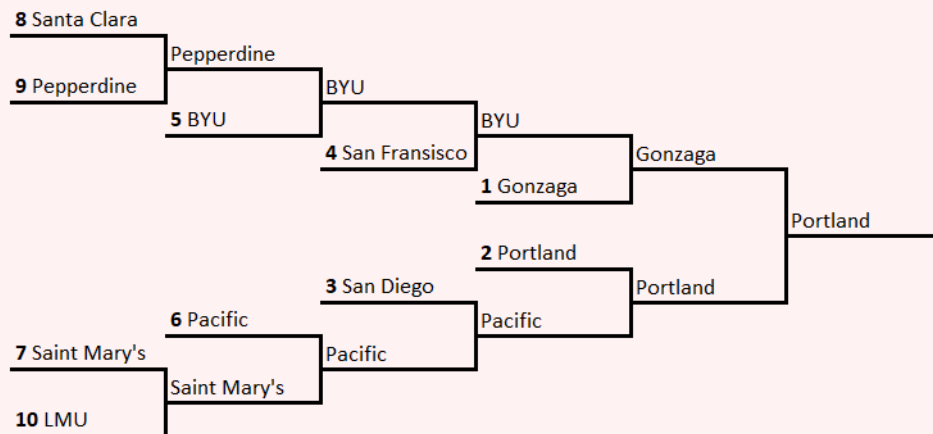 8 Santa Clara
Pepperdine
9 Pepperdine
BYU
5 BYU
BYU
4 San Fransisco
Gonzaga
1 Gonzaga
Portland
2 Portland
3 San Diego
Portland
6 Pacific
Pacific
7 Saint Mary's
Pacific
Saint Mary's
10 LMU